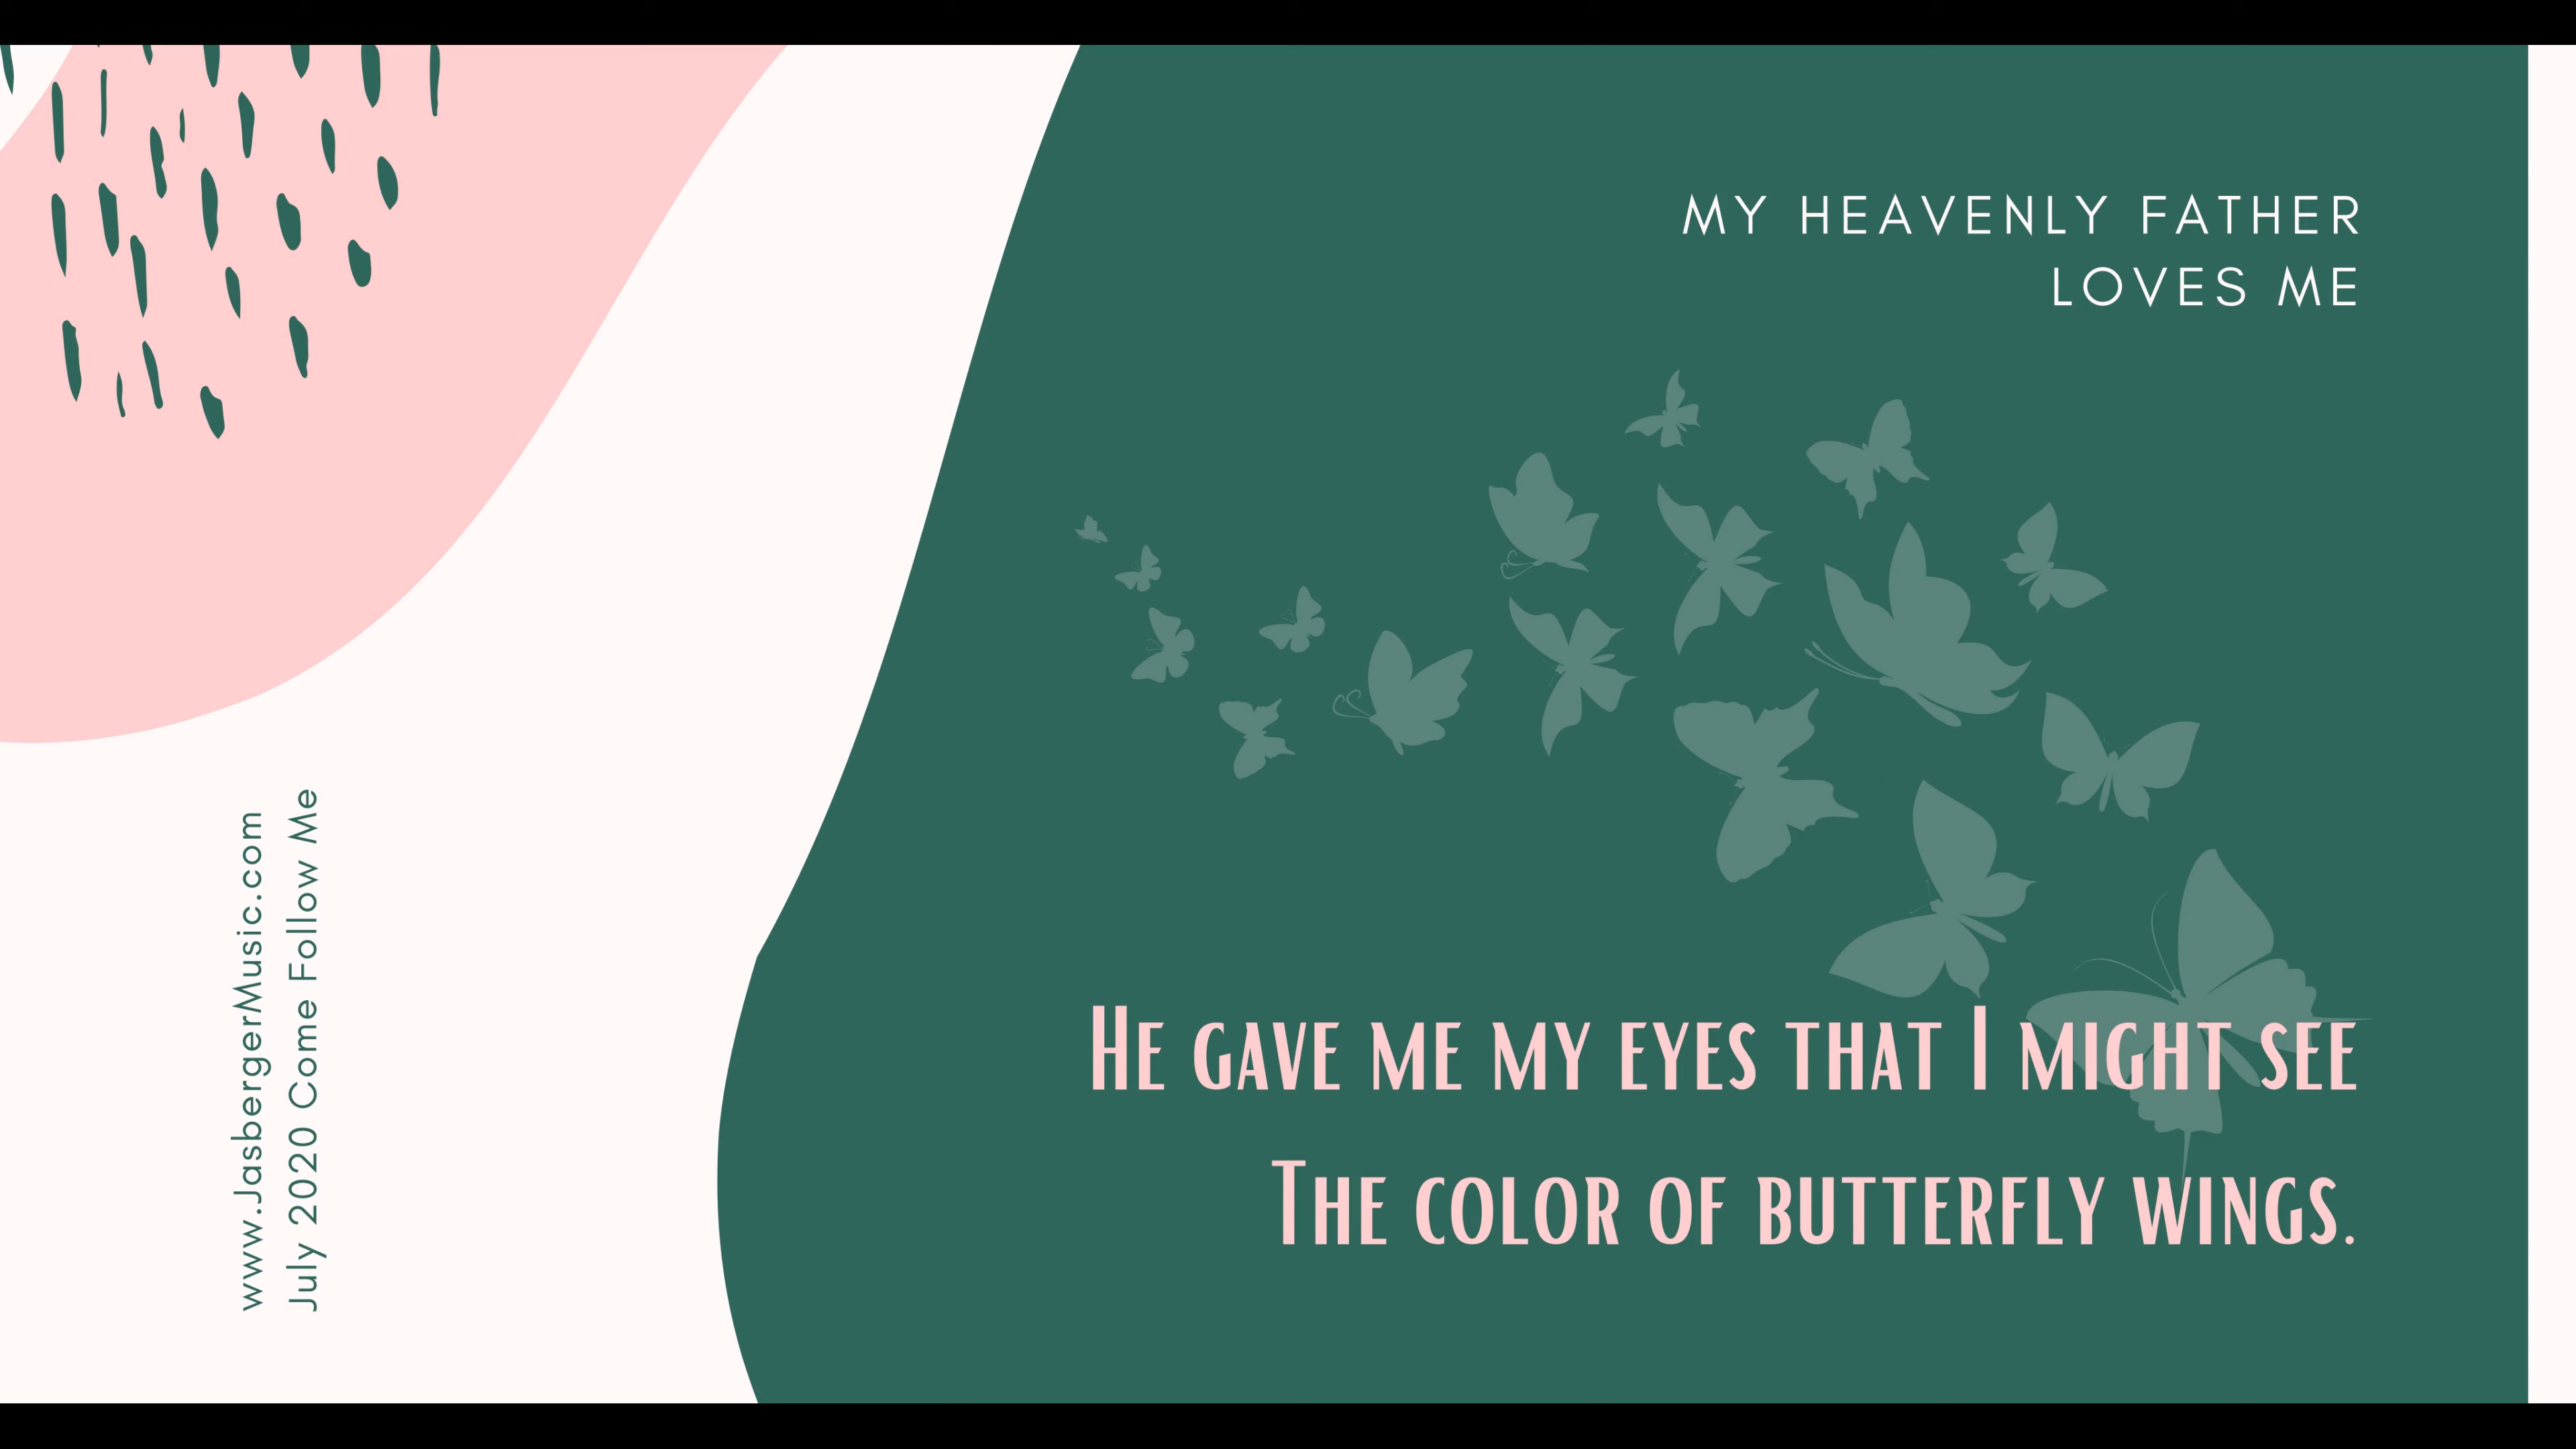 MY HEAVENLY FATHER
LOVES ME
He gave me my eyes that I might see
The color of butterfly wings.
www.JasbergerMusic.com
July 2020 Come Follow Me